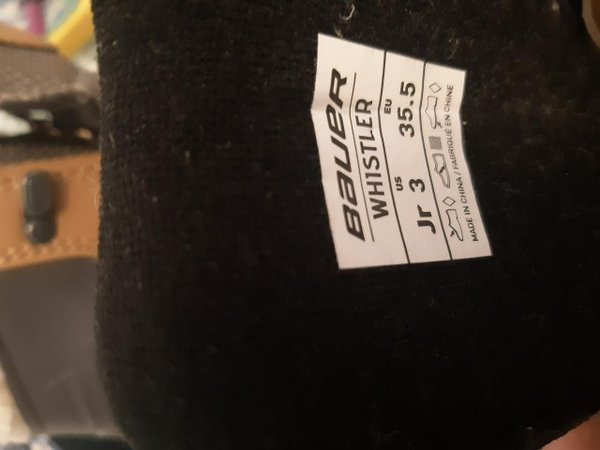 BAUER
WHISTLER
US EU
Jr 3 35.5
MADE IN CHINA / FABRIQUÉ EN CHINE